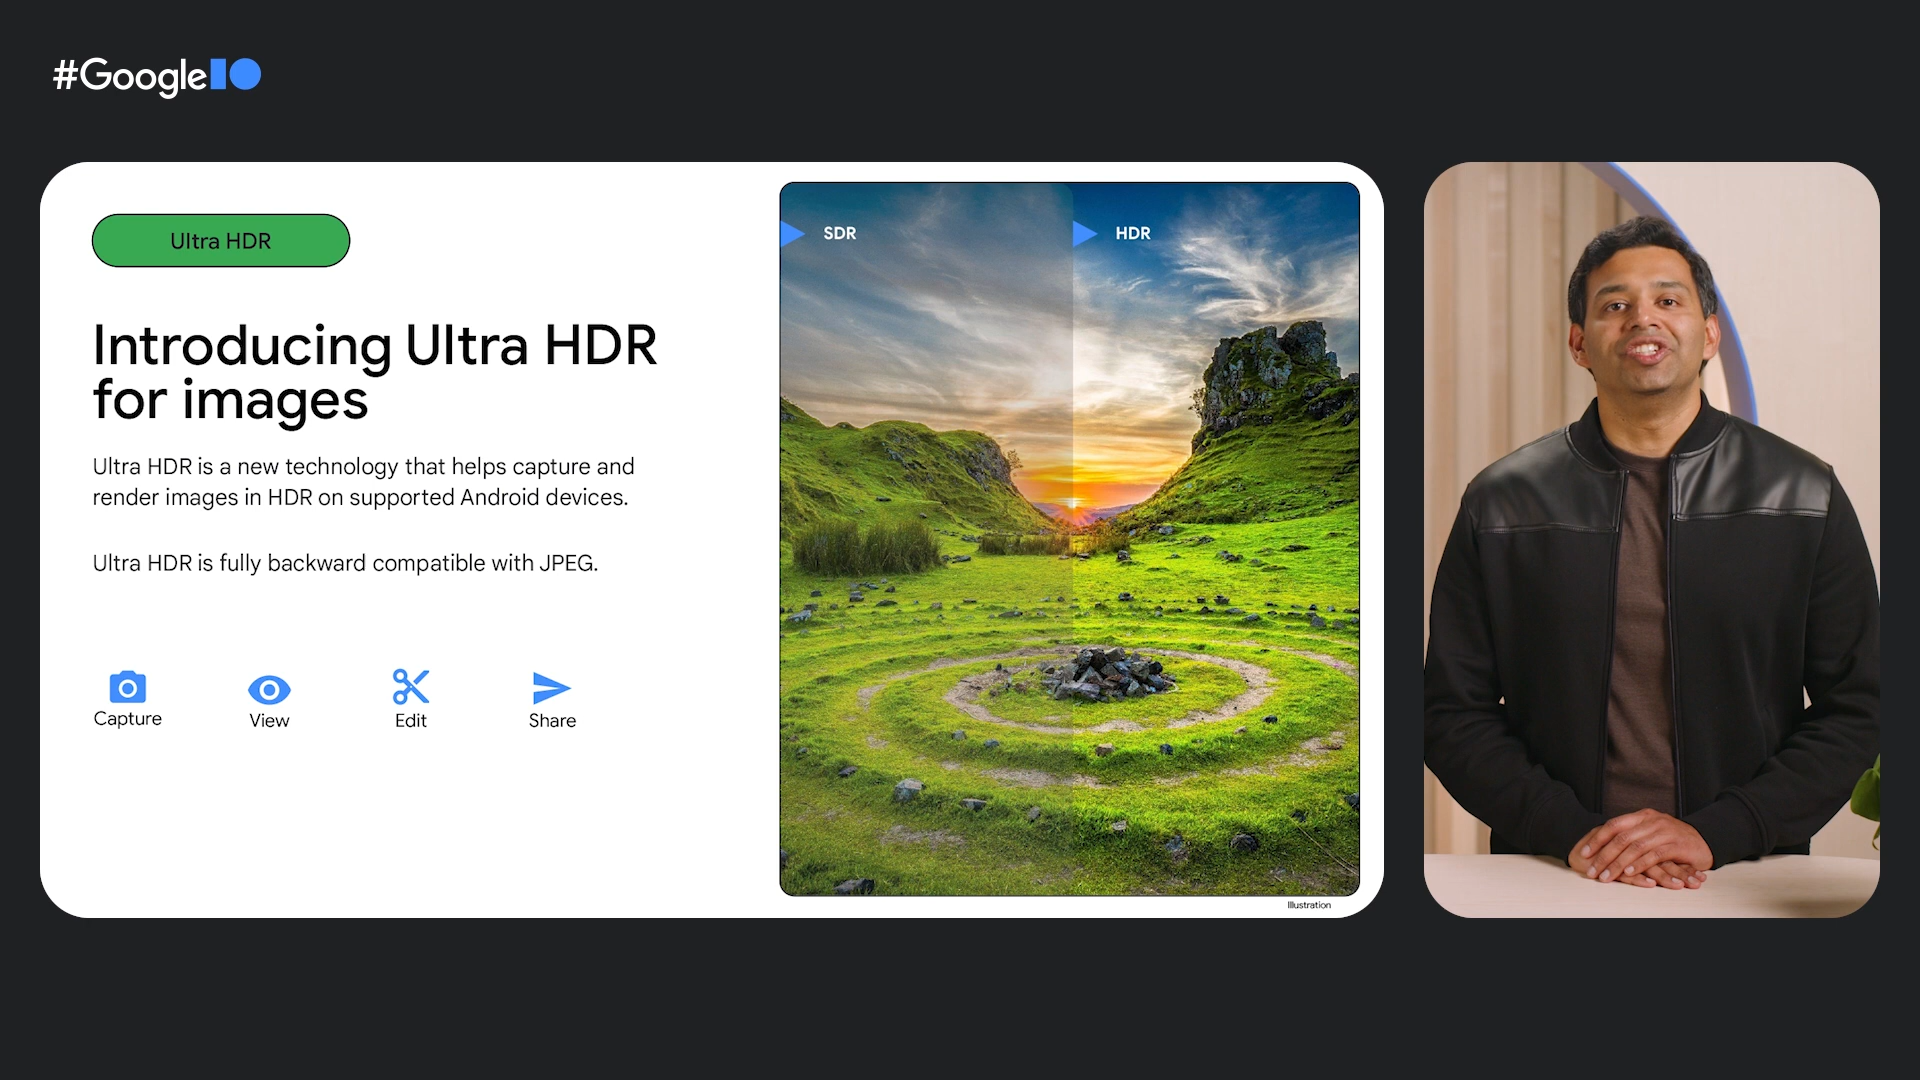 #GoogleIO
Ultra HDR
Introducing Ultra HDR
for images
Ultra HDR is a new technology that helps capture and
render images in HDR on supported Android devices.
Ultra HDR is fully backward compatible with JPEG.
Capture
View
Edit
Share
SDR
HDR
Illustration